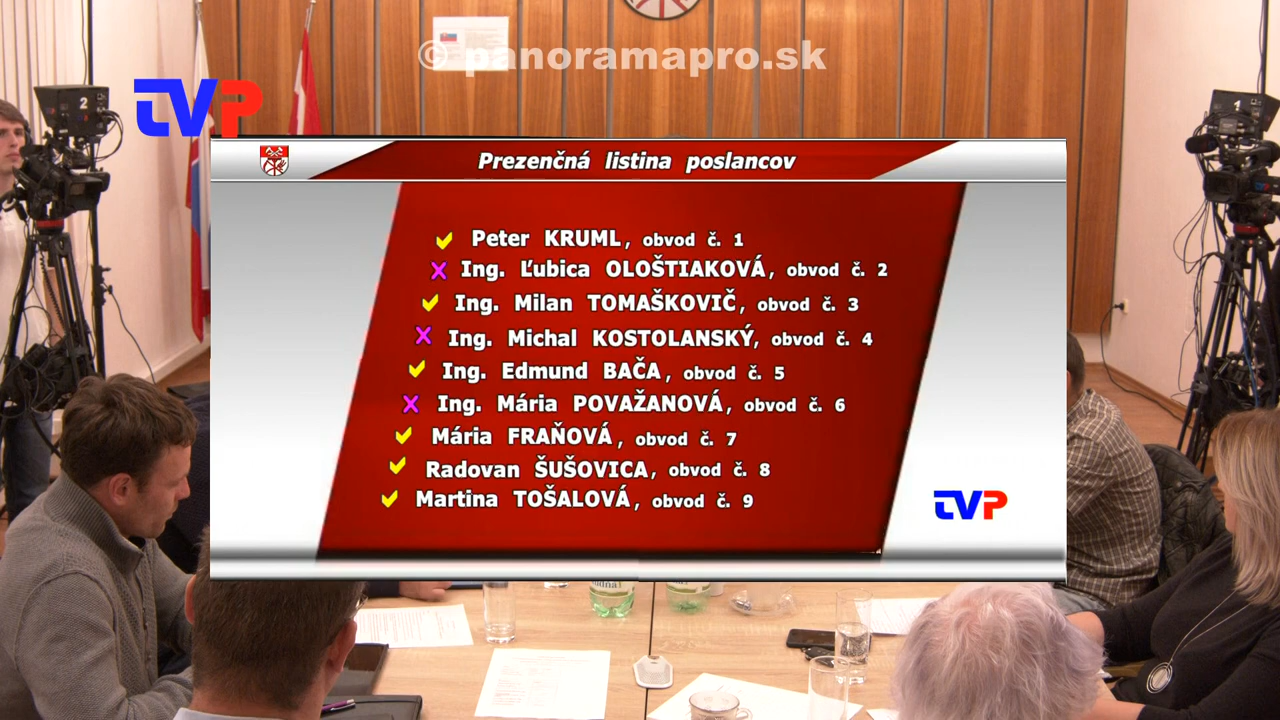 © panoramapro.sk
2
TVP
1
Prezenčná listina poslancov
Peter KRUML, obvod č. 1
Ing. Ľubica OLOŠTIAKOVÁ, obvod č. 2
Ing. Milan TOMAŠKOVIČ, obvod č. 3
Ing. Michal KOSTOLANSKÝ, obvod č. 4
Ing. Edmund BAČA, obvod č. 5
Ing. Mária POVAŽANOVÁ, obvod č. 6
Mária FRAŇOVÁ, obvod č. 7
Radovan ŠUŠOVICA, obvod č. 8
Martina TOŠALOVÁ, obvod č. 9
TVP